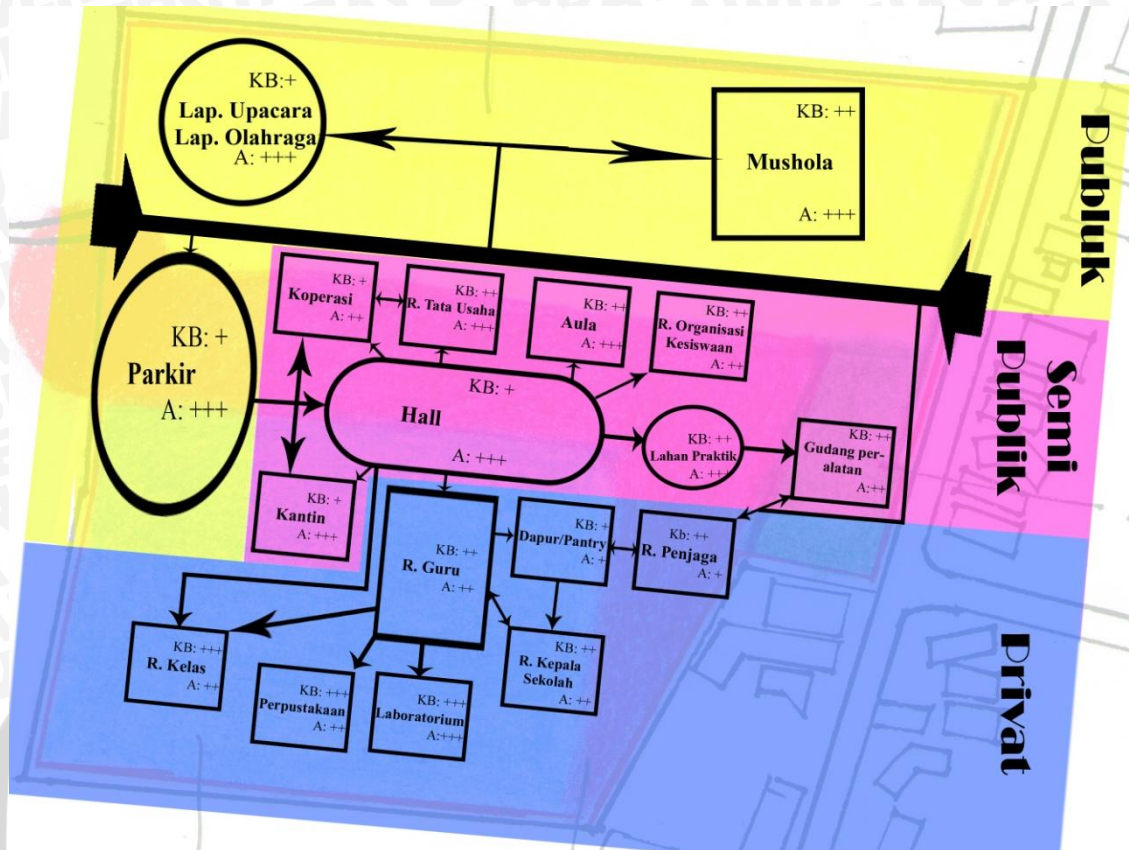 KB:+
Lap. Upacara
Lap. Olahraga
A: +++
KB: ++
Mushola
A: +++
Publuk
KB: +
Parkir
A: +++
KB: +
Koperasi
A: ++
KB: ++
R. Tata Usaha
A: +++
KB: ++
Aula
A: +++
KB: ++
R. Organisasi
Kesiswaan
A: ++
Semi
Publik
KB: +
Hall
A: +++
KB: ++
Lahan Praktik
A: +++
KB: ++
Gudang per-
alatan
A:++
KB: +
Kantin
A: +++
KB: ++
R. Guru
A: ++
KB: +
Dapur/Pantry
A: +
Kb: ++
R. Penjaga
A: +
KB: +++
R. Kelas
A: ++
KB: +++
Perpustakaan
A: ++
KB: +++
Laboratorium
A:+++
KB: ++
R. Kepala
Sekolah
A: ++
Privat